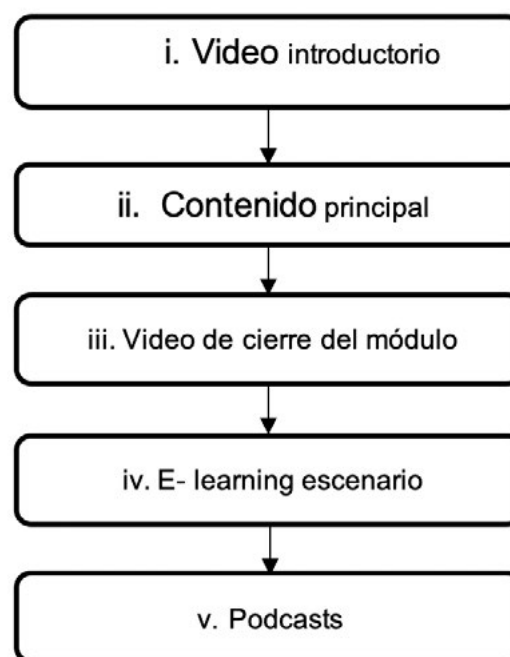 i. Video introductorio
ii. Contenido principal
iii. Video de cierre del módulo
iv. E- learning escenario
v. Podcasts